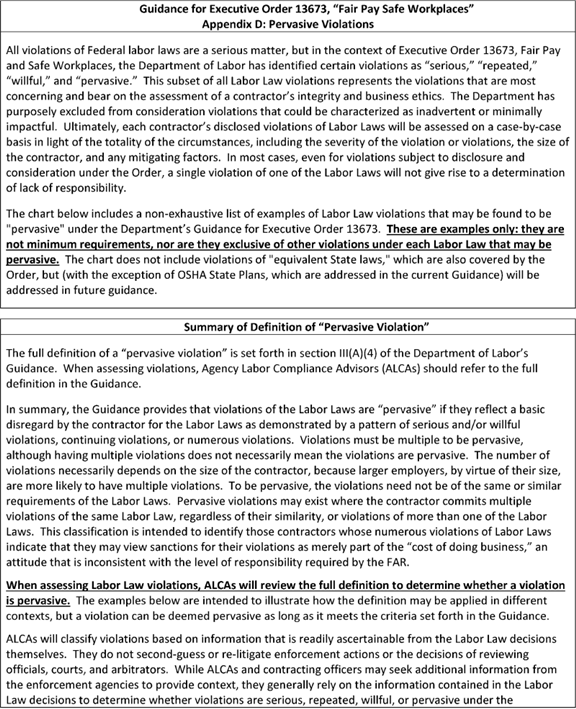 Guidance for Executive Order 13673, “Fair Pay Safe Workplaces”
Appendix D: Pervasive Violations
All violations of Federal labor laws are a serious matter, but in the context of Executive Order 13673, Fair Pay
and Safe Workplaces, the Department of Labor has identified certain violations as “serious,” “repeated,”
“willful,” and “pervasive.”  This subset of all Labor Law violations represents the violations that are most
concerning and bear on the assessment of a contractor’s integrity and business ethics.  The Department has
purposely excluded from consideration violations that could be characterized as inadvertent or minimally
impactful.  Ultimately, each contractor’s disclosed violations of Labor Laws will be assessed on a case-by-case
basis in light of the totality of the circumstances, including the severity of the violation or violations, the size of
the contractor, and any mitigating factors.  In most cases, even for violations subject to disclosure and
consideration under the Order, a single violation of one of the Labor Laws will not give rise to a determination
of lack of responsibility.
The chart below includes a non-exhaustive list of examples of Labor Law violations that may be found to be
"pervasive" under the Department’s Guidance for Executive Order 13673.  These are examples only: they are
not minimum requirements, nor are they exclusive of other violations under each Labor Law that may be
pervasive.  The chart does not include violations of "equivalent State laws," which are also covered by the
Order, but (with the exception of OSHA State Plans, which are addressed in the current Guidance) will be
addressed in future guidance.
Summary of Definition of “Pervasive Violation”
The full definition of a “pervasive violation” is set forth in section III(A)(4) of the Department of Labor’s
Guidance.  When assessing violations, Agency Labor Compliance Advisors (ALCAs) should refer to the full
definition in the Guidance.
In summary, the Guidance provides that violations of the Labor Laws are “pervasive” if they reflect a basic
disregard by the contractor for the Labor Laws as demonstrated by a pattern of serious and/or willful
violations, continuing violations, or numerous violations.  Violations must be multiple to be pervasive,
although having multiple violations does not necessarily mean the violations are pervasive.  The number of
violations necessarily depends on the size of the contractor, because larger employers, by virtue of their size,
are more likely to have multiple violations.  To be pervasive, the violations need not be of the same or similar
requirements of the Labor Laws.  Pervasive violations may exist where the contractor commits multiple
violations of the same Labor Law, regardless of their similarity, or violations of more than one of the Labor
Laws.  This classification is intended to identify those contractors whose numerous violations of Labor Laws
indicate that they may view sanctions for their violations as merely part of the “cost of doing business,” an
attitude that is inconsistent with the level of responsibility required by the FAR.
When assessing Labor Law violations, ALCAs will review the full definition to determine whether a violation
is pervasive.  The examples below are intended to illustrate how the definition may be applied in different
contexts, but a violation can be deemed pervasive as long as it meets the criteria set forth in the Guidance.
ALCAs will classify violations based on information that is readily ascertainable from the Labor Law decisions
themselves.  They do not second-guess or re-litigate enforcement actions or the decisions of reviewing
officials, courts, and arbitrators.  While ALCAs and contracting officers may seek additional information from
the enforcement agencies to provide context, they generally rely on the information contained in the Labor
Law decisions to determine whether violations are serious, repeated, willful, or pervasive under the